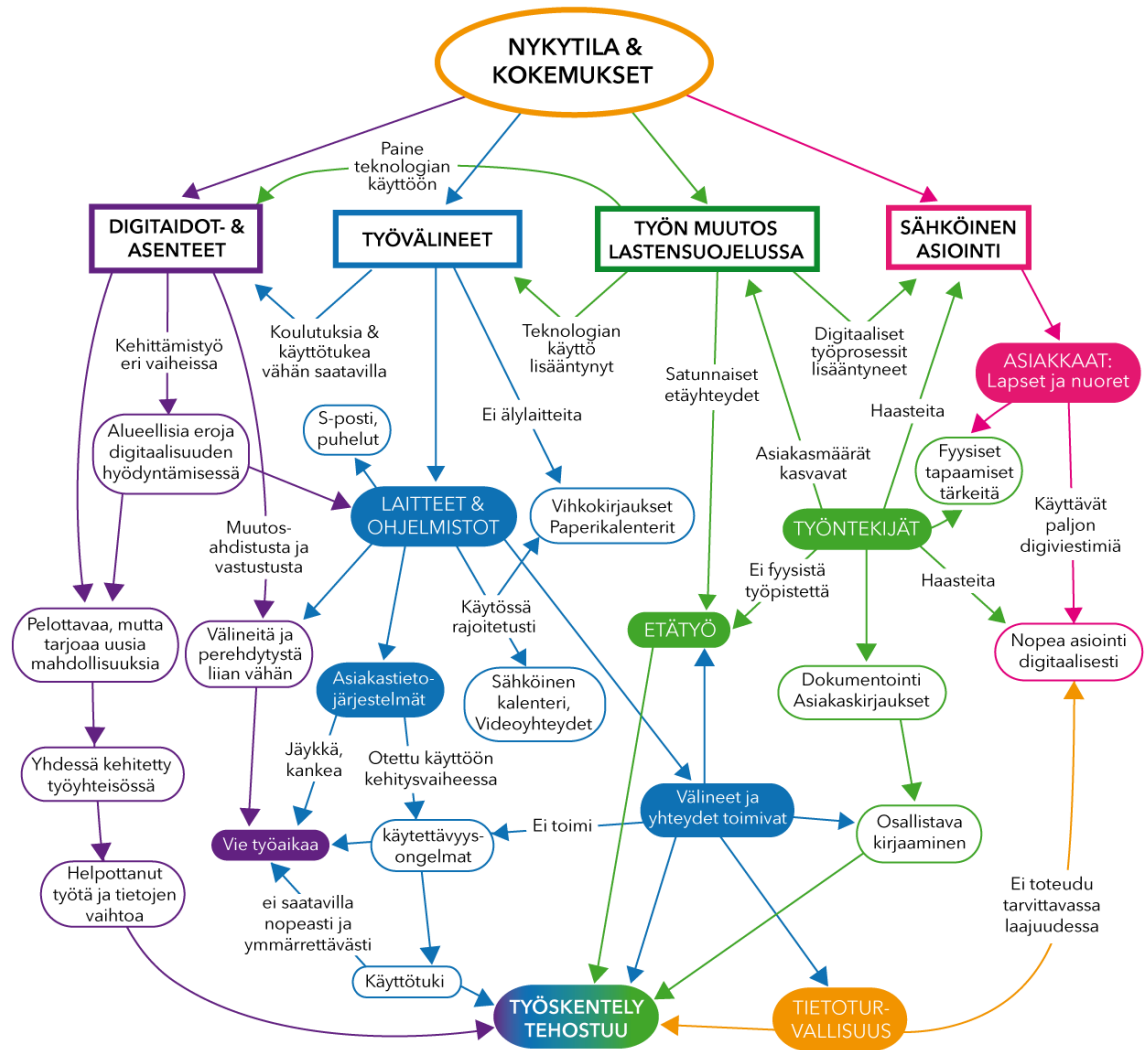 NYKYTILA &
KOKEMUKSET
Paine
teknologian
käyttöön
DIGITAIDOT- &
ASENTEET
TYÖVÄLINEET
TYÖN MUUTOS
LASTENSUOJELUSSA
SÄHKÖINEN
ASIOINTI
Kehittämistyö
eri vaiheissa
Koulutuksia &
käyttötukea
vähän saatavilla
Teknologian
käyttö
lisääntynyt
Digitaaliset
työprosessit
lisääntyneet
ASIAKKAAT:
Lapset ja nuoret
Satunnaiset
etäyhteydet
Alueellisia eroja
digitaalisuuden
hyödyntämisessä
S-posti,
puhelut
Ei älylaitteita
Haasteita
Asiakasmäärät
kasvavat
Fyysiset
tapaamiset
tärkeitä
LAITTEET &
OHJELMISTOT
Vihkokirjaukset
Paperikalenterit
TYÖNTEKIJÄT
Käyttävät
paljon
digiviestimiä
Muutos-
ahdistusta ja
vastustusta
Ei fyysistä
työpistettä
Haasteita
Pelottavaa, mutta
tarjoaa uusia
mahdollisuuksia
Välineitä ja
perehdytystä
liian vähän
Käytössä
rajoitetusti
ETÄTYÖ
Nopea asiointi
digitaalisesti
Asiakastieto-
järjestelmät
Sähköinen
kalenteri,
Videoyhteydet
Dokumentointi
Asiakaskirjaukset
Yhdessä kehitetty
työyhteisössä
Jäykkä,
kankea
Otettu käyttöön
kehitysvaiheessa
Välineet ja
yhteydet toimivat
Vie työaikaa
käytettävyys-
ongelmat
Ei toimi
Osallistava
kirjaaminen
Helpottanut
työtä ja tietojen
vaihtoa
ei saatavilla
nopeasti ja
ymmärrettävästi
Ei toteudu
tarvittavassa
laajuudessa
Käyttötuki
TYÖSKENTELY
TEHOSTUU
TIETOTUR-
VALLISUUS